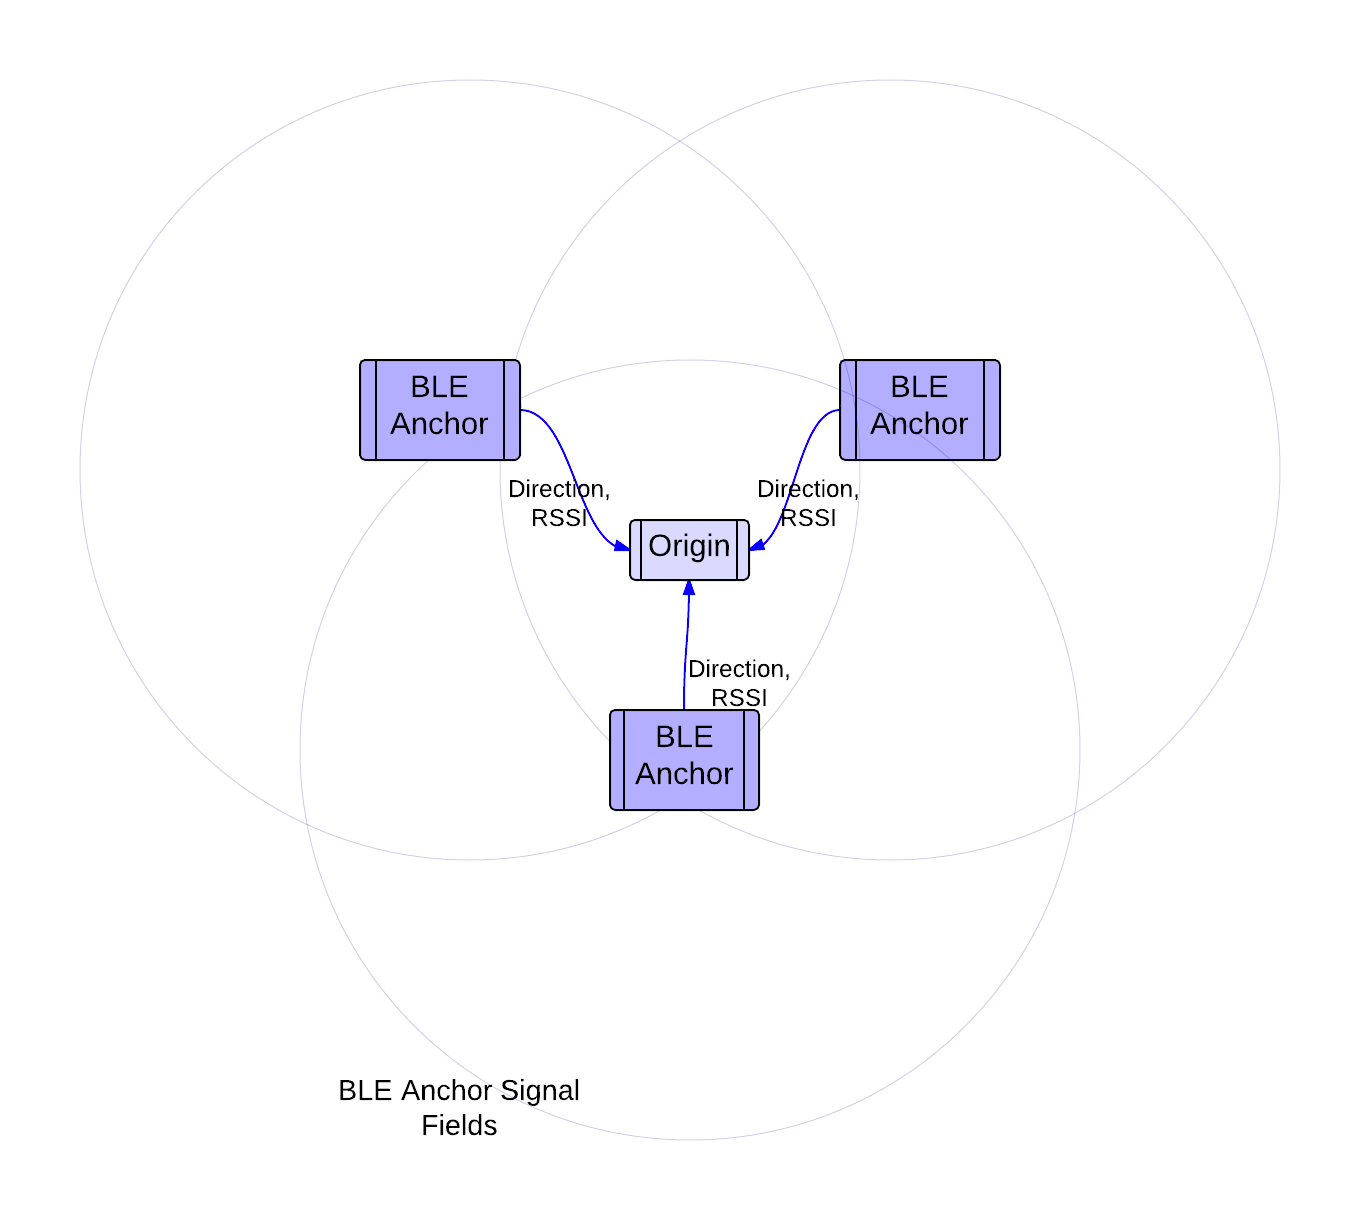 BLE
Anchor
BLE
Anchor
Direction,
RSSI
Direction,
RSSI
Origin
Direction,
RSSI
BLE
Anchor
BLE Anchor Signal
Fields